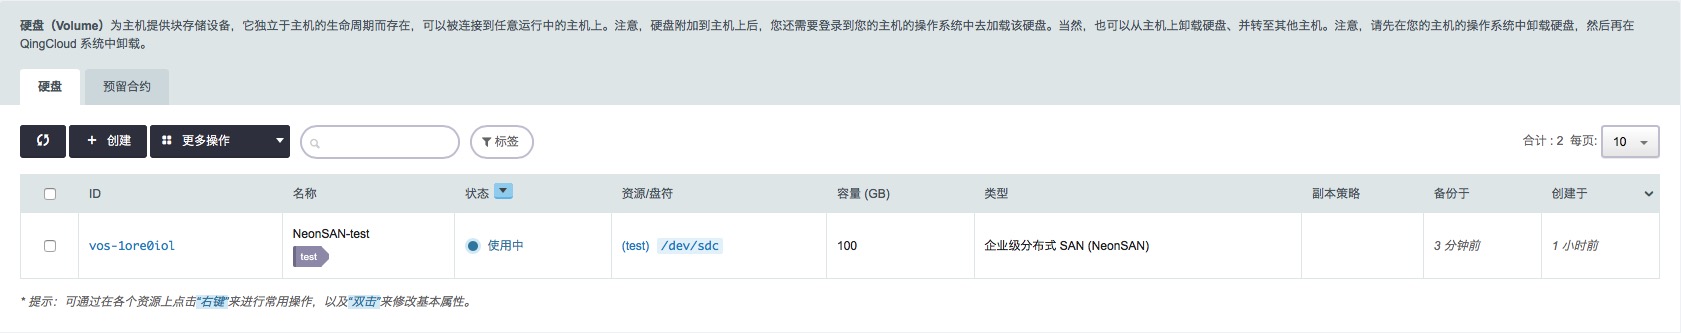 硬盘（Volume）为主机提供块存储设备，它独立于主机的生命周期而存在，可以被连接到任意运行中的主机上。注意，硬盘附加到主机上后，您还需要登录到您的主机的操作系统中去加载该硬盘。当然，也可以从主机上卸载硬盘、并转至其他主机。注意，请先在您的主机的操作系统中卸载硬盘，然后再在
QingCloud 系统中卸载。
硬盘 预留合约
+ 创建 更多操作 标签 合计 : 2 每页: 10
ID 名称 状态 资源/盘符 容量 (GB) 类型 副本策略 备份于 创建于
vos-1ore0iol NeonSAN-test 使用中 (test) /dev/sdc 100 企业级分布式 SAN (NeonSAN) 3 分钟前 1 小时前
test
* 提示：可通过在各个资源上点击“右键”来进行常用操作，以及“双击”来修改基本属性。